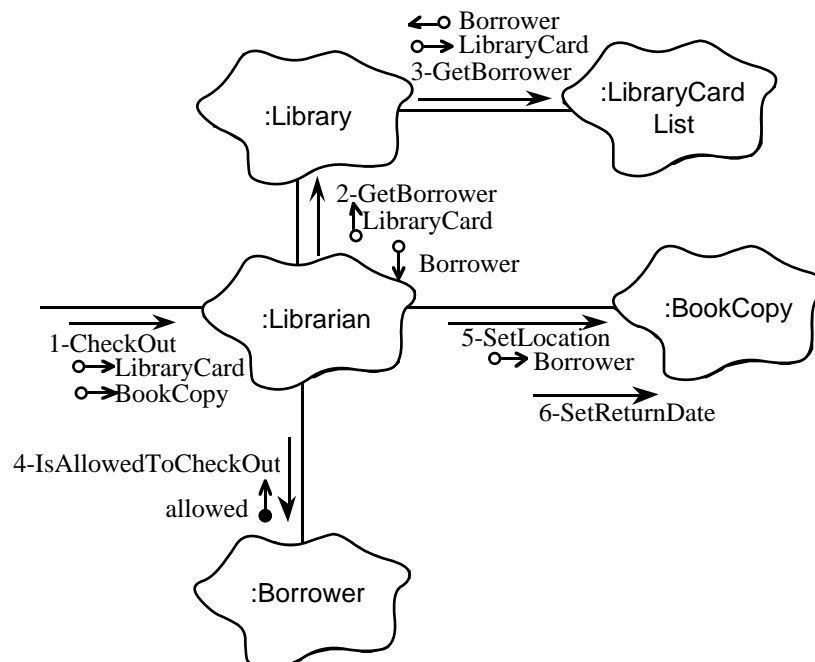 Borrower
LibraryCard
3-GetBorrower
:Library
:LibraryCard
List
2-GetBorrower
LibraryCard
Borrower
:Librarian
:BookCopy
1-CheckOut
LibraryCard
BookCopy
5-SetLocation
Borrower
6-SetReturnDate
4-IsAllowedToCheckOut
allowed
:Borrower